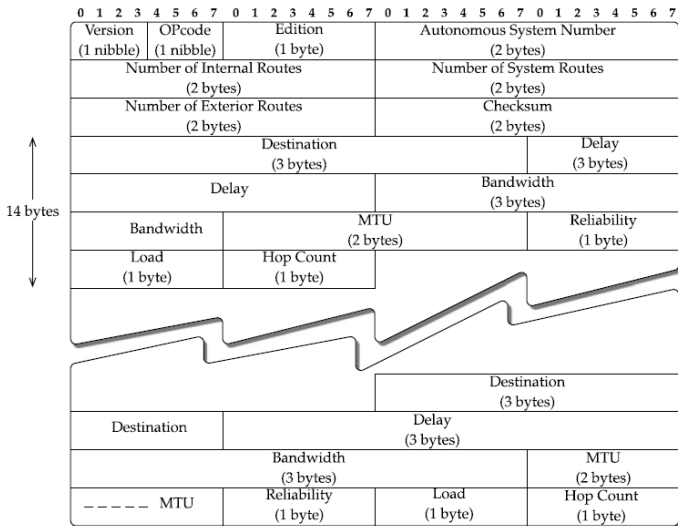 0 1 2 3 4 5 6 7 0 1 2 3 4 5 6 7 0 1 2 3 4 5 6 7 0 1 2 3 4 5 6 7
Version OPcode Edition Autonomous System Number
(1 nibble) (1 nibble) (1 byte) (2 bytes)
Number of Internal Routes Number of System Routes
(2 bytes) (2 bytes)
Number of Exterior Routes Checksum
(2 bytes) (2 bytes)
Destination Delay
(3 bytes) (3 bytes)
Delay Bandwidth
(3 bytes)
14 bytes
Bandwidth MTU Reliability
(2 bytes) (1 byte)
Load Hop Count
(1 byte) (1 byte)
Destination
(3 bytes)
Destination Delay
(3 bytes)
Bandwidth MTU
(3 bytes) (2 bytes)
MTU Reliability Load Hop Count
(1 byte) (1 byte) (1 byte)